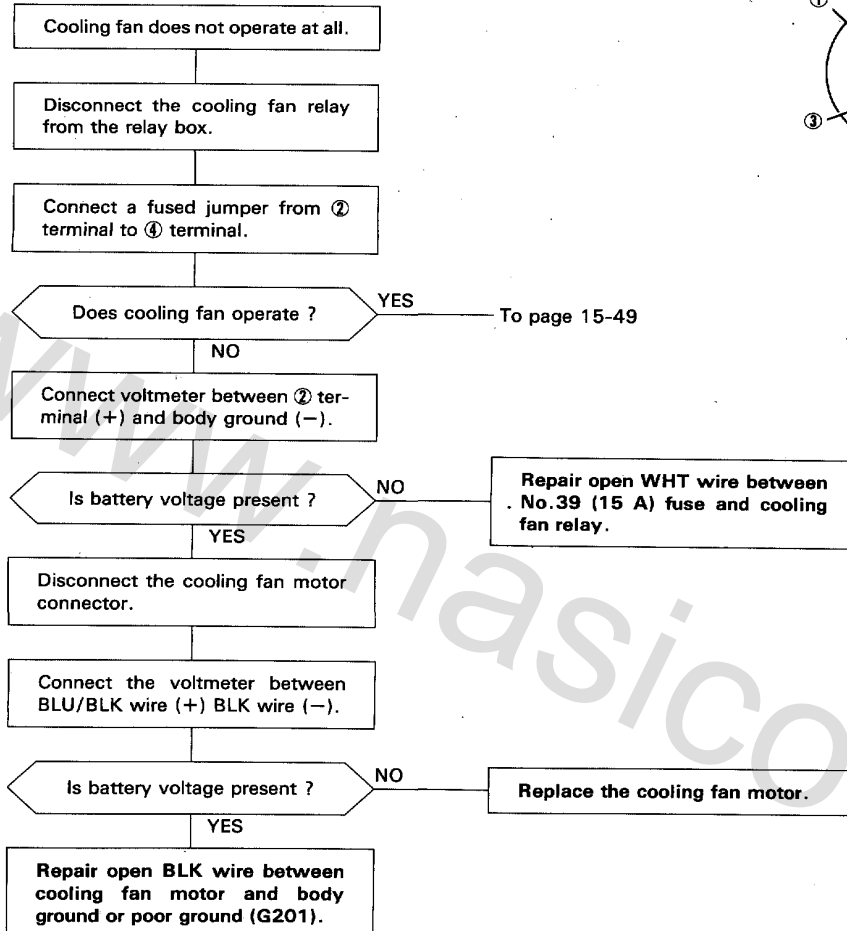 ①
Cooling fan does not operate at all.
③
Disconnect the cooling fan relay
from the relay box.
Connect a fused jumper from ②
terminal to ④ terminal.
Does cooling fan operate ?
YES
To page 15-49
NO
Connect voltmeter between ② ter-
minal (+) and body ground (−).
Is battery voltage present ?
NO
Repair open WHT wire between
No.39 (15 A) fuse and cooling
fan relay.
YES
Disconnect the cooling fan motor
connector.
Connect the voltmeter between
BLU/BLK wire (+) BLK wire (−).
Is battery voltage present ?
NO
Replace the cooling fan motor.
YES
Repair open BLK wire between
cooling fan motor and body
ground or poor ground (G201).
www.nasico